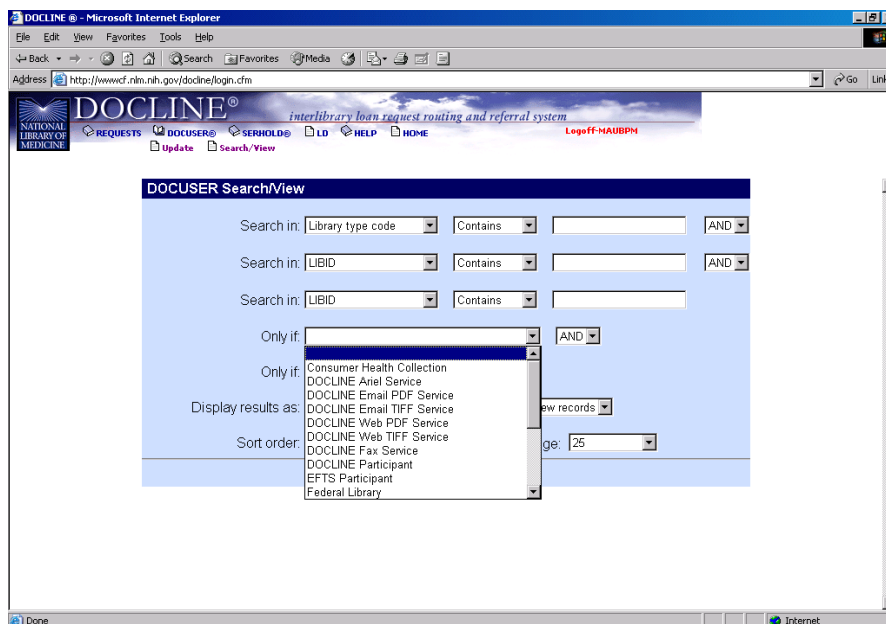 DOCLINE ® - Microsoft Internet Explorer
File Edit View Favorites Tools Help
Back Search Favorites Media
Address http://wwwcf.nlm.nih.gov/docline/login.cfm Go Link
NATIONAL LIBRARY OF MEDICINE
DOCLINE®
interlibrary loan request routing and referral system
REQUESTS DOCUSER® SERHOLD® LD HELP HOME Logoff-MAUBPM
Update Search/View
DOCUSER Search/View
Search in: Library type code Contains AND
Search in: LIBID Contains AND
Search in: LIBID Contains
Only if: AND
Consumer Health Collection
Only if: DOCLINE Ariel Service
DOCLINE Email PDF Service
Display results as: DOCLINE Email TIFF Service ew records
DOCLINE Web PDF Service
DOCLINE Web TIFF Service
Sort order: DOCLINE Fax Service ge: 25
DOCLINE Participant
EFTS Participant
Federal Library
Done Internet